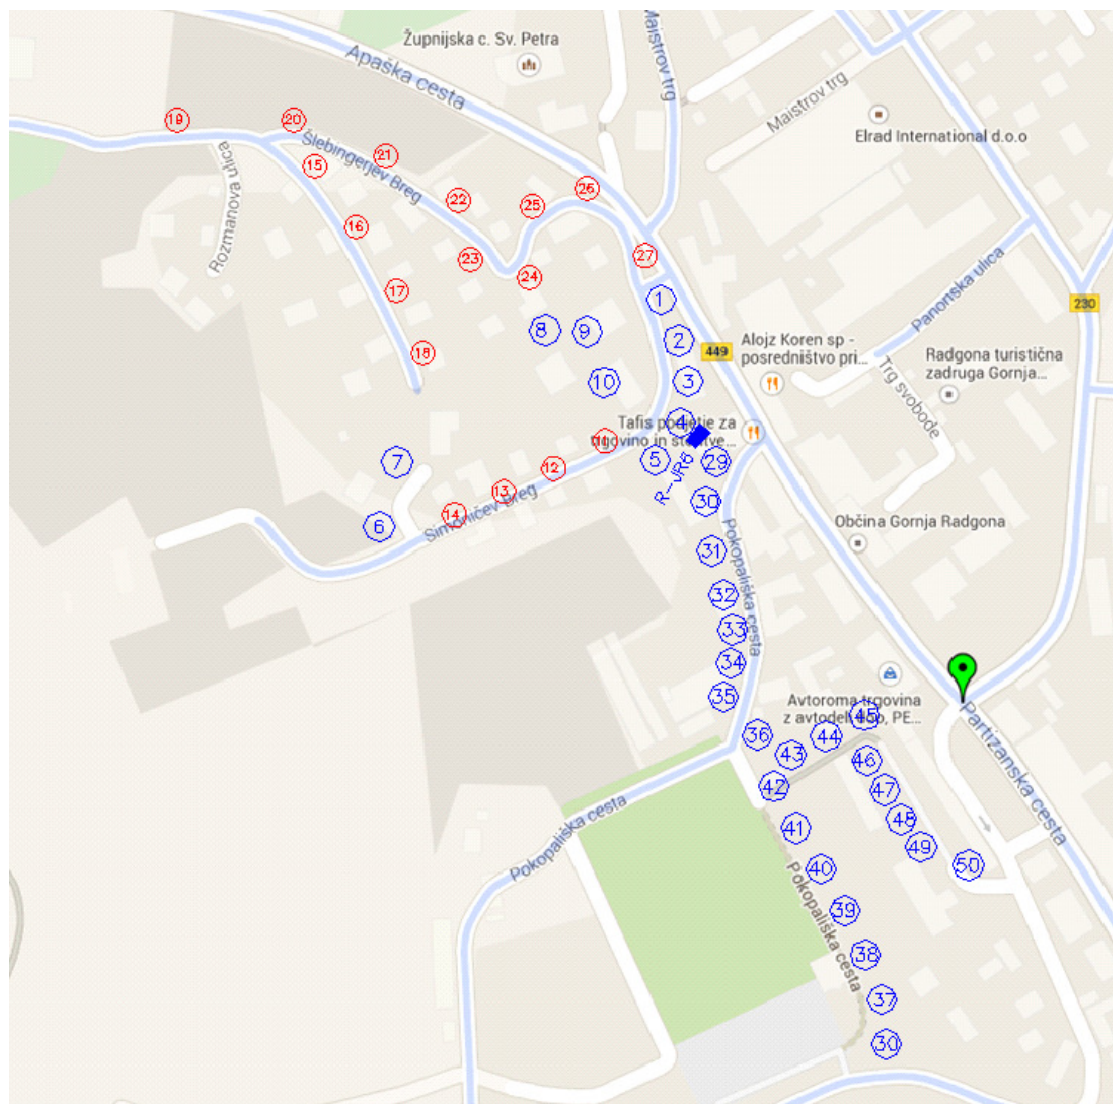 Župnijska c. Sv. Petra
Apaška cesta
Maistrov trg
Maistrov trg
Elrad International d.o.o
19
20
Šlebingerjev Breg
21
15
Rozmanova ulica
22
26
25
16
23
24
27
17
18
1
8
9
2
449
Alojz Koren sp -
posredništvo pri...
Panonska ulica
230
Radgona turistična
zadruga Gornja...
Trg svobode
10
3
4
Tafis podjetje za
trgovino in
11
5
29
R-VR6
7
12
13
14
Simoničev Breg
6
30
Občina Gornja Radgona
31
Pokopališka cesta
32
33
34
35
36
Avtoroma trgovina
z avtodeli
PE...
45
44
43
46
42
47
48
49
50
Partizanska cesta
Pokopališka cesta
41
40
39
Pokopališka cesta
38
37
30